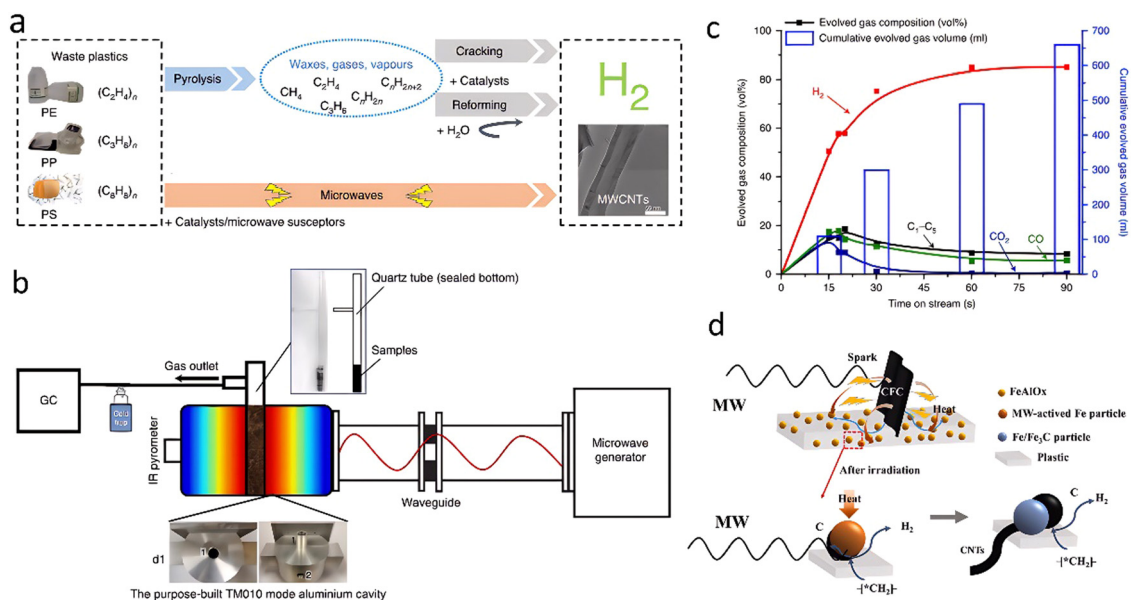 a
Waste plastics
PE
(C₂H₄)ₙ
PP
(C₃H₆)ₙ
PS
(C₈H₈)ₙ
Pyrolysis
Waxes, gases, vapours
CH₄
C₂H₄
CₙH₂ₙ₊₂
C₃H₆
CₙH₂ₙ
Cracking
+ Catalysts
Reforming
+ H₂O
H₂
MWCNTs
Microwaves
+ Catalysts/microwave susceptors
b
Quartz tube (sealed bottom)
Samples
Gas outlet
GC
Cold
trap
IR pyrometer
Waveguide
Microwave
generator
d1
1
1
2
The purpose-built TM010 mode aluminium cavity
c
Evolved gas composition (vol%)
Cumulative evolved gas volume (ml)
Evolved gas composition (vol%)
100
80
60
40
20
0
H₂
C₁–C₅
CO₂
CO
0
15
30
45
60
75
90
Time on stream (s)
700
600
500
400
300
200
100
0
Cumulative evolved gas volume (ml)
d
MW
Spark
CFC
Heat
FeAlOx
MW-actived Fe particle
Fe/Fe₃C particle
Plastic
After irradiation
MW
Heat
C
H₂
-[*CH₂]-
C
H₂
CNTs
-[*CH₂]-